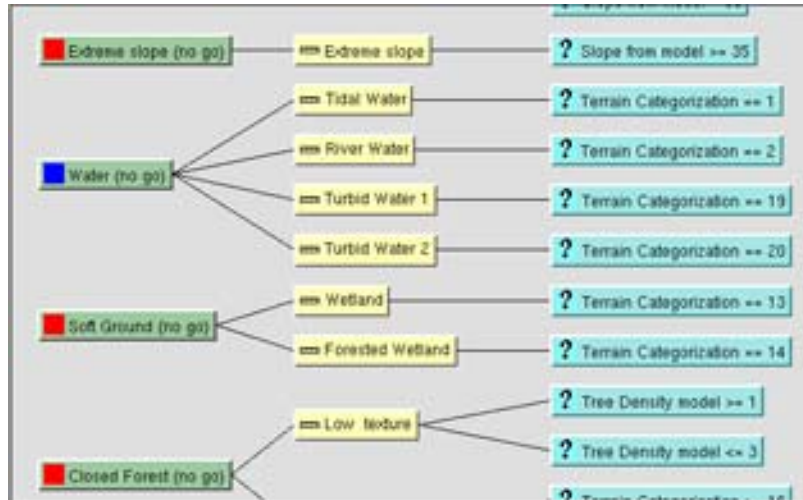 Extreme slope (no go)
Extreme slope
? Slope from model >= 35
Water (no go)
Tidal Water
? Terrain Categorization == 1
River Water
? Terrain Categorization == 2
Turbid Water 1
? Terrain Categorization == 19
Turbid Water 2
? Terrain Categorization == 20
Soft Ground (no go)
Wetland
? Terrain Categorization == 13
Forested Wetland
? Terrain Categorization == 14
Closed Forest (no go)
Low texture
? Tree Density model >= 1
? Tree Density model <= 3